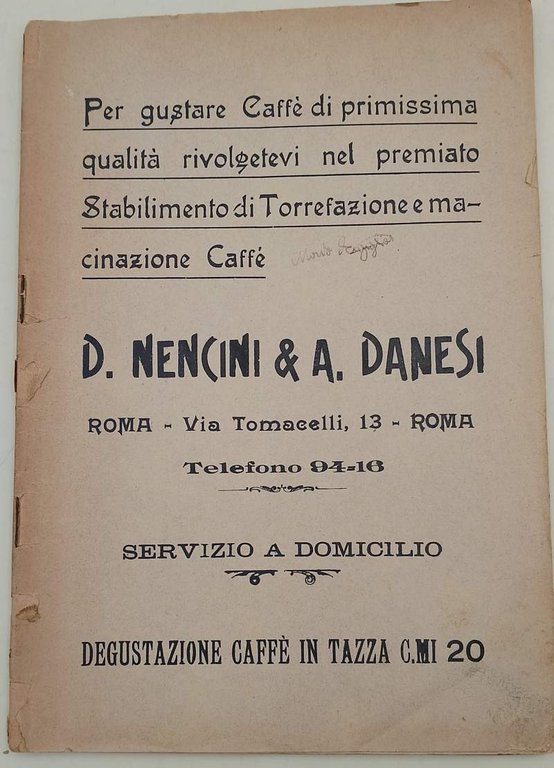 Per gustare Caffè di primissima
qualità rivolgetevi nel premiato
Stabilimento di Torrefazione e ma-
cinazione Caffé
D. NENCINI & A. DANESI
ROMA - Via Tomacelli, 13 - ROMA
Telefono 94-16
SERVIZIO A DOMICILIO
DEGUSTAZIONE CAFFÈ IN TAZZA C.MI 20